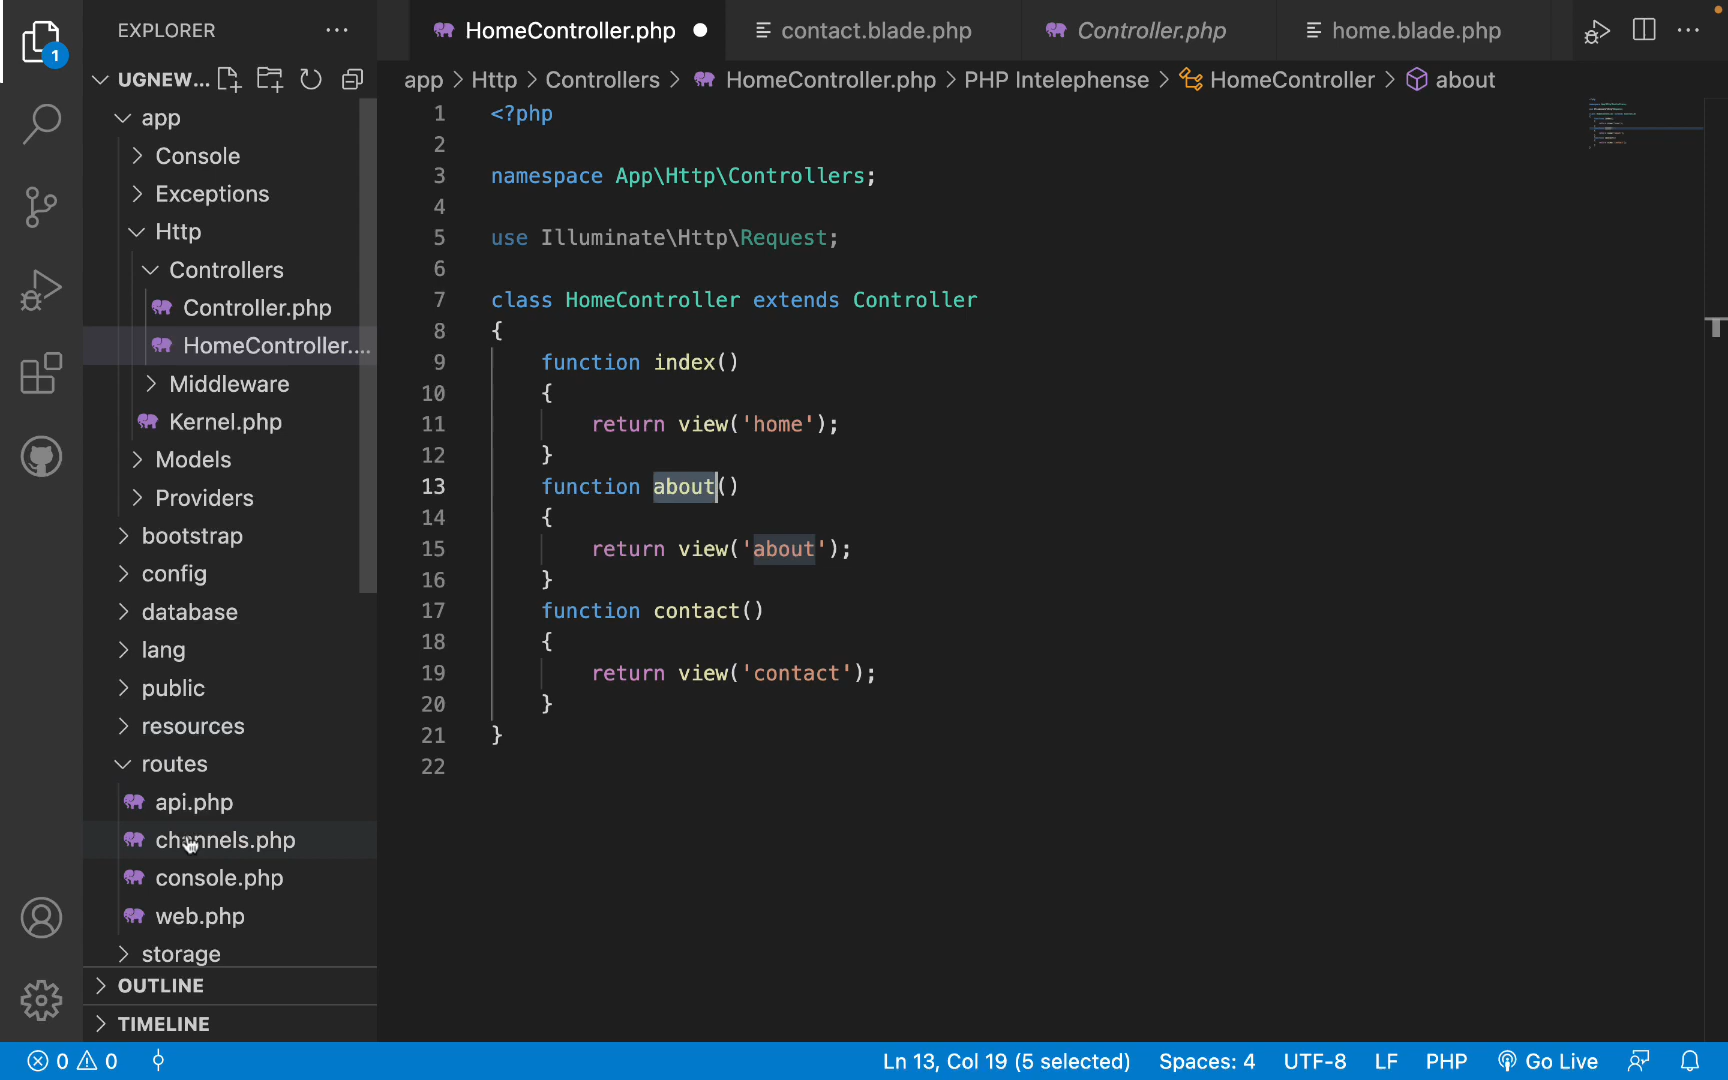 EXPLORER
HomeController.php
contact.blade.php
Controller.php
home.blade.php
1
UGNEW...
app > Http > Controllers > HomeController.php > PHP Intelephense > HomeController > about
app
Console
Exceptions
Http
Controllers
Controller.php
HomeController....
Middleware
Kernel.php
Models
Providers
bootstrap
config
database
lang
public
resources
routes
api.php
channels.php
console.php
web.php
storage
OUTLINE
TIMELINE
1 <?php
2
3 namespace App\Http\Controllers;
4
5 use Illuminate\Http\Request;
6
7 class HomeController extends Controller
8 {
9 function index()
10 {
11 return view('home');
12 }
13 function about()
14 {
15 return view('about');
16 }
17 function contact()
18 {
19 return view('contact');
20 }
21 }
22
0 0
Ln 13, Col 19 (5 selected)
Spaces: 4
UTF-8
LF
PHP
Go Live